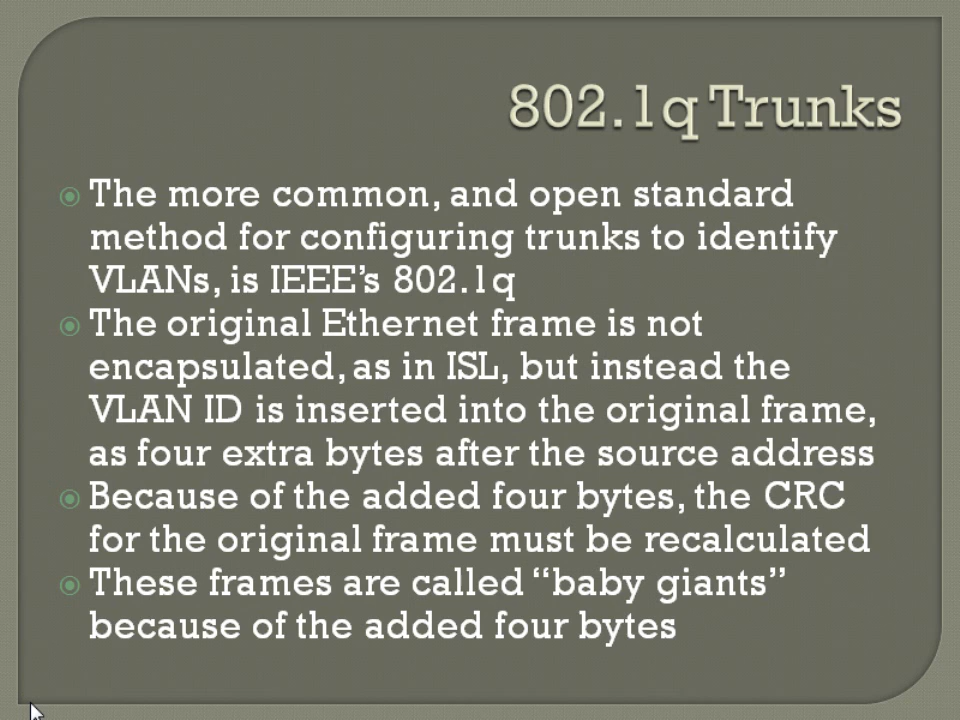 802.1q Trunks
The more common, and open standard
method for configuring trunks to identify
VLANs, is IEEE’s 802.1q
The original Ethernet frame is not
encapsulated, as in ISL, but instead the
VLAN ID is inserted into the original frame,
as four extra bytes after the source address
Because of the added four bytes, the CRC
for the original frame must be recalculated
These frames are called “baby giants”
because of the added four bytes